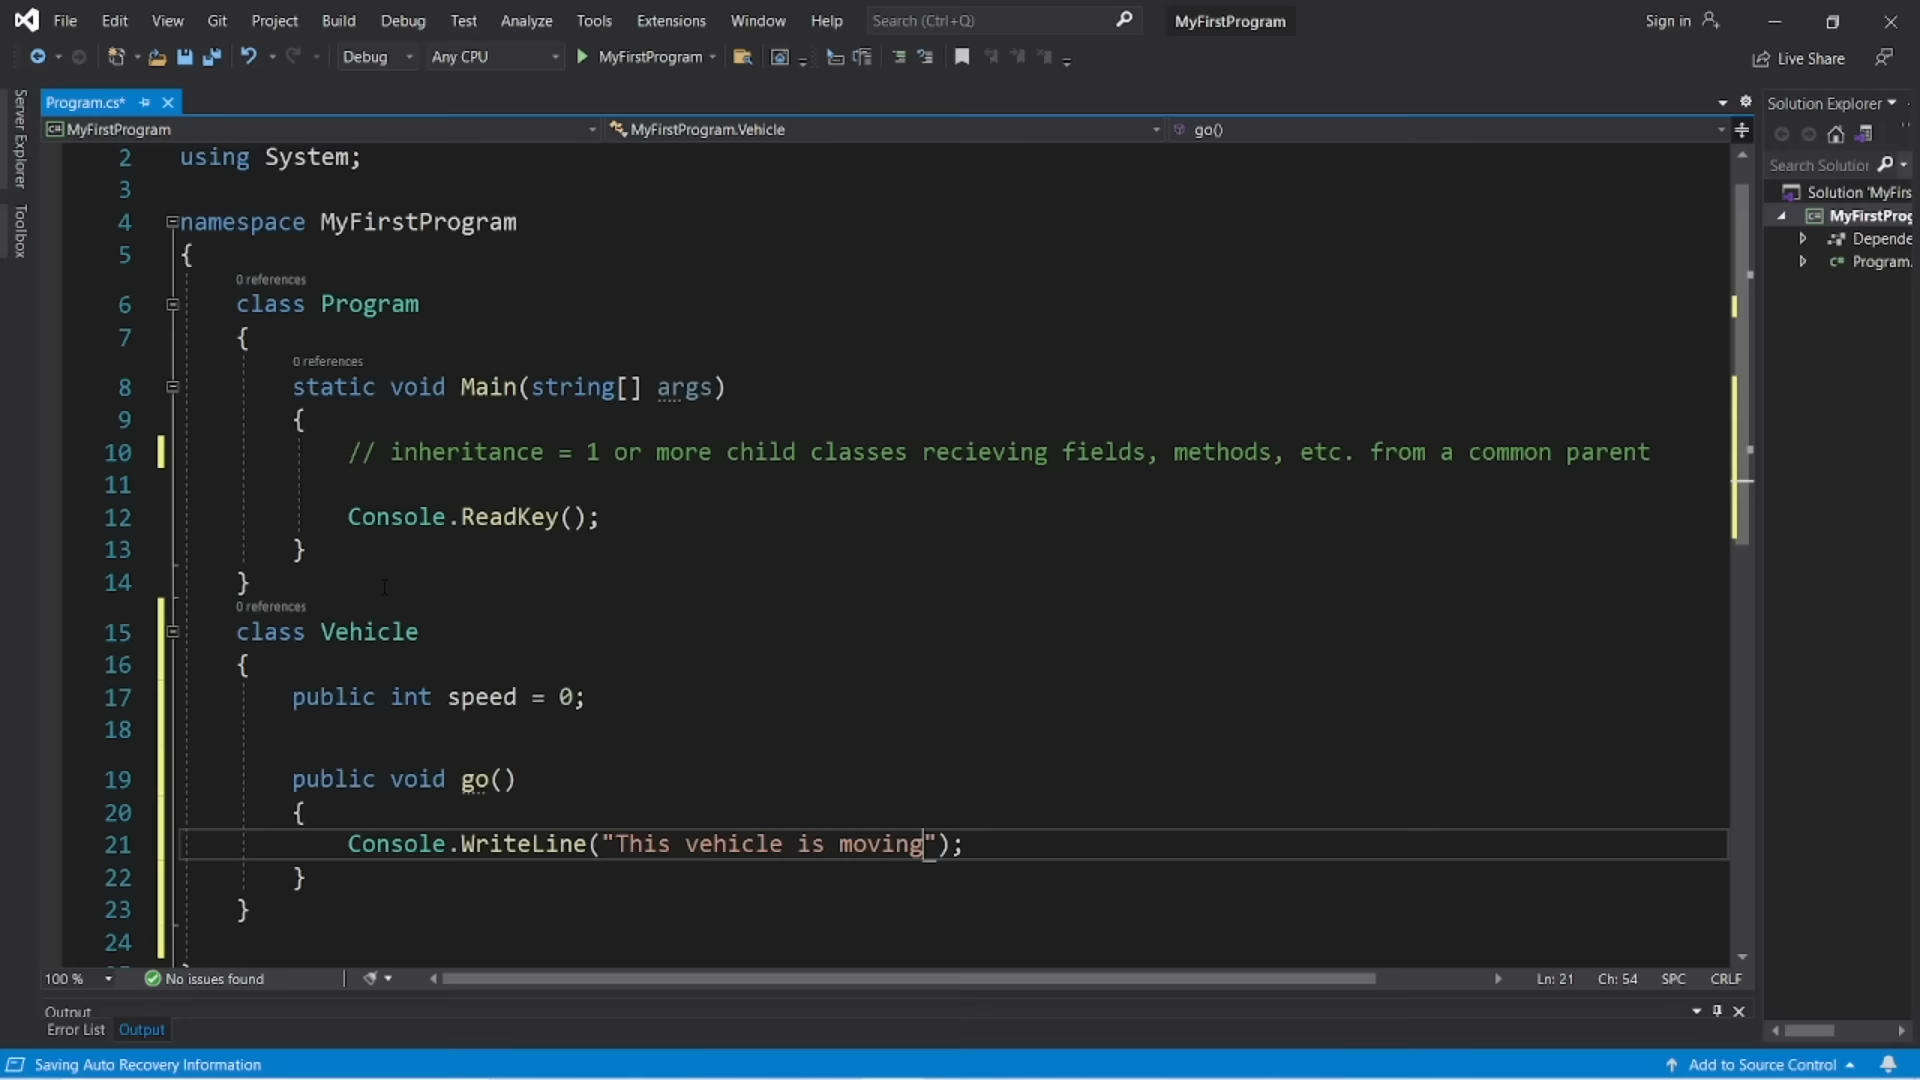 File Edit View Git Project Build Debug Test Analyze Tools Extensions Window Help Search (Ctrl+Q) MyFirstProgram Sign in
Debug Any CPU MyFirstProgram Live Share
Server Explorer
Toolbox
Program.cs*
MyFirstProgram MyFirstProgram.Vehicle go()
2 using System;
3
4 namespace MyFirstProgram
5 {
0 references
6 class Program
7 {
0 references
8 static void Main(string[] args)
9 {
10 // inheritance = 1 or more child classes recieving fields, methods, etc. from a common parent
11
12 Console.ReadKey();
13 }
14 }
0 references
15 class Vehicle
16 {
17 public int speed = 0;
18
19 public void go()
20 {
21 Console.WriteLine("This vehicle is moving");
22 }
23 }
24
Solution Explorer
Search Solution
Solution 'MyFirs
MyFirstProg
Depende
Program.
100 % No issues found Ln: 21 Ch: 54 SPC CRLF
Output
Error List Output
Saving Auto Recovery Information Add to Source Control